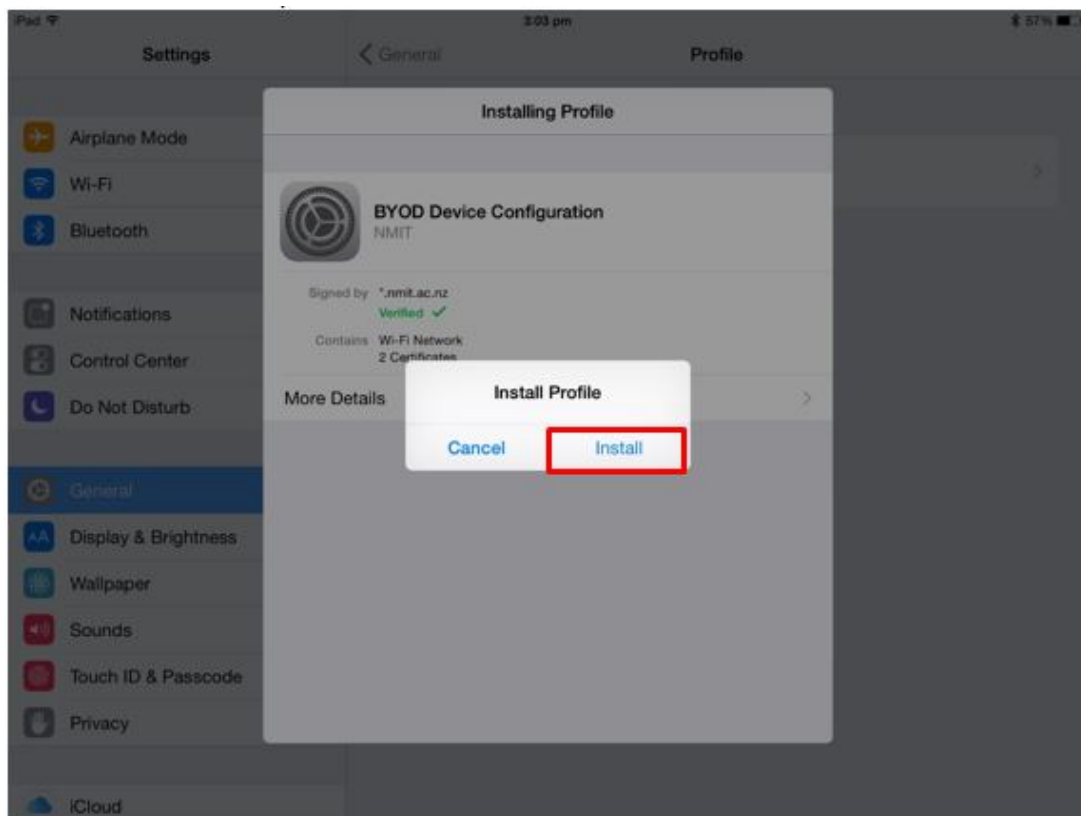 iPad
3:03 pm
57%
Settings
General
Profile
Installing Profile
Airplane Mode
Wi-Fi
Bluetooth
BYOD Device Configuration
NMIT
Signed by *.nmit.ac.nz
Verified ✓
Contains Wi-Fi Network
2 Certificates
More Details
Install Profile
Cancel
Install
Notifications
Control Center
Do Not Disturb
General
Display & Brightness
Wallpaper
Sounds
Touch ID & Passcode
Privacy
iCloud